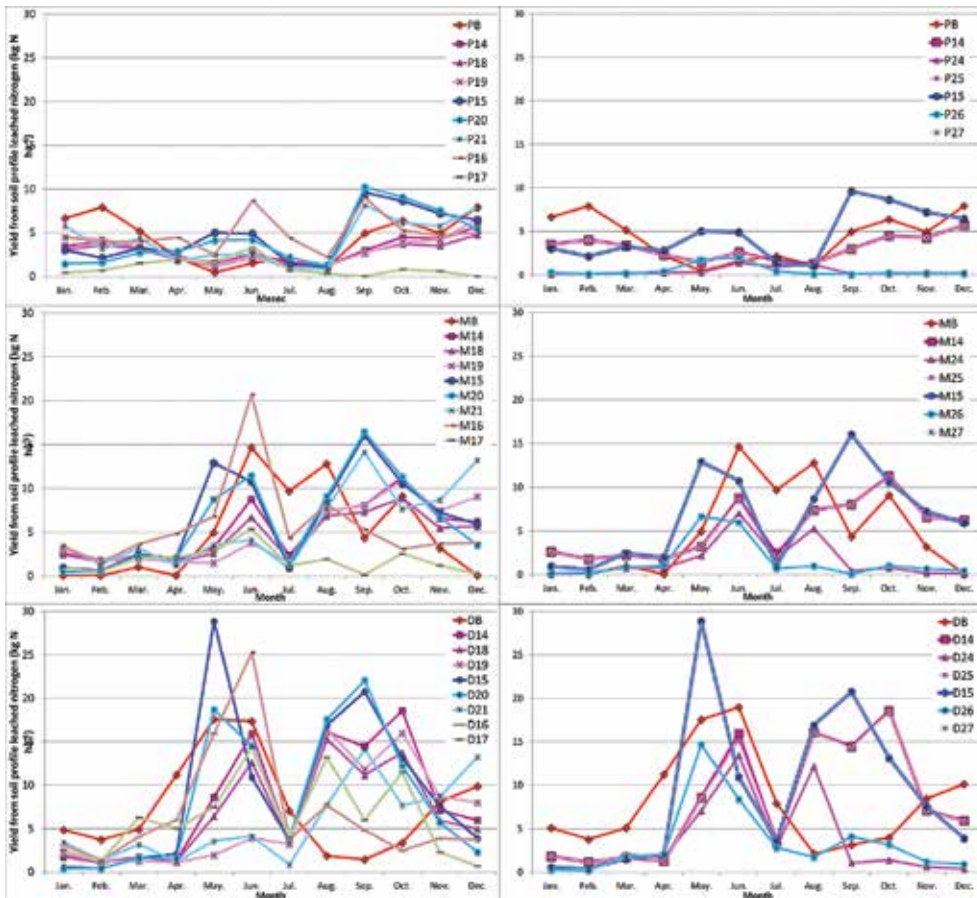 Yield from soil profile leached nitrogen (kg N
ha⁻¹)
30
25
20
15
10
5
0
PB
P14
P18
P19
P15
P20
P21
P16
P17
Jan. Feb. Mar. Apr. May. Jun. Jul. Aug. Sep. Oct. Nov. Dec.
Mesec
30
25
20
15
10
5
0
PB
P14
P24
P25
P15
P26
P27
Jan. Feb. Mar. Apr. May. Jun. Jul. Aug. Sep. Oct. Nov. Dec.
Month
Yield from soil profile leached nitrogen (kg N
30
25
20
15
10
5
0
MB
M14
M18
M19
M15
M20
M21
M16
M17
Jan. Feb. Mar. Apr. May. Jun. Jul. Aug. Sep. Oct. Nov. Dec.
Month
30
25
20
15
10
5
0
MB
M14
M24
M25
M15
M26
M27
Jan. Feb. Mar. Apr. May. Jun. Jul. Aug. Sep. Oct. Nov. Dec.
Month
Yield from soil profile leached nitrogen (kg N
30
25
20
15
10
5
0
DB
D14
D18
D19
D15
D20
D21
D16
D17
Jan. Feb. Mar. Apr. May. Jun. Jul. Aug. Sep. Oct. Nov. Dec.
Month
30
25
20
15
10
5
0
DB
D14
D24
D25
D15
D26
D27
Jan. Feb. Mar. Apr. May. Jun. Jul. Aug. Sep. Oct. Nov. Dec.
Month